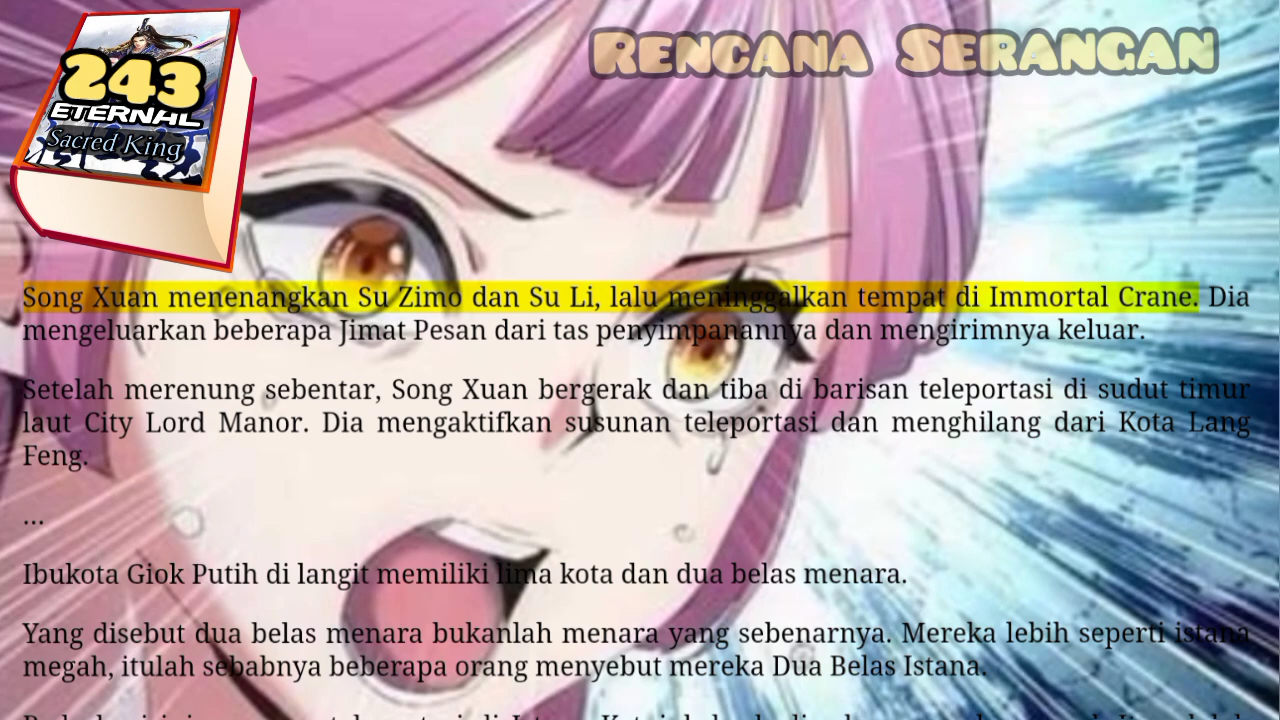 243
ETERNAL
Sacred King
RENCANA SERANGAN
Song Xuan menenangkan Su Zimo dan Su Li, lalu meninggalkan tempat di Immortal Crane. Dia
mengeluarkan beberapa Jimat Pesan dari tas penyimpanannya dan mengirimnya keluar.
Setelah merenung sebentar, Song Xuan bergerak dan tiba di barisan teleportasi di sudut timur
laut City Lord Manor. Dia mengaktifkan susunan teleportasi dan menghilang dari Kota Lang
Feng.
...
Ibukota Giok Putih di langit memiliki lima kota dan dua belas menara.
Yang disebut dua belas menara bukanlah menara yang sebenarnya. Mereka lebih seperti istana
megah, itulah sebabnya beberapa orang menyebut mereka Dua Belas Istana.